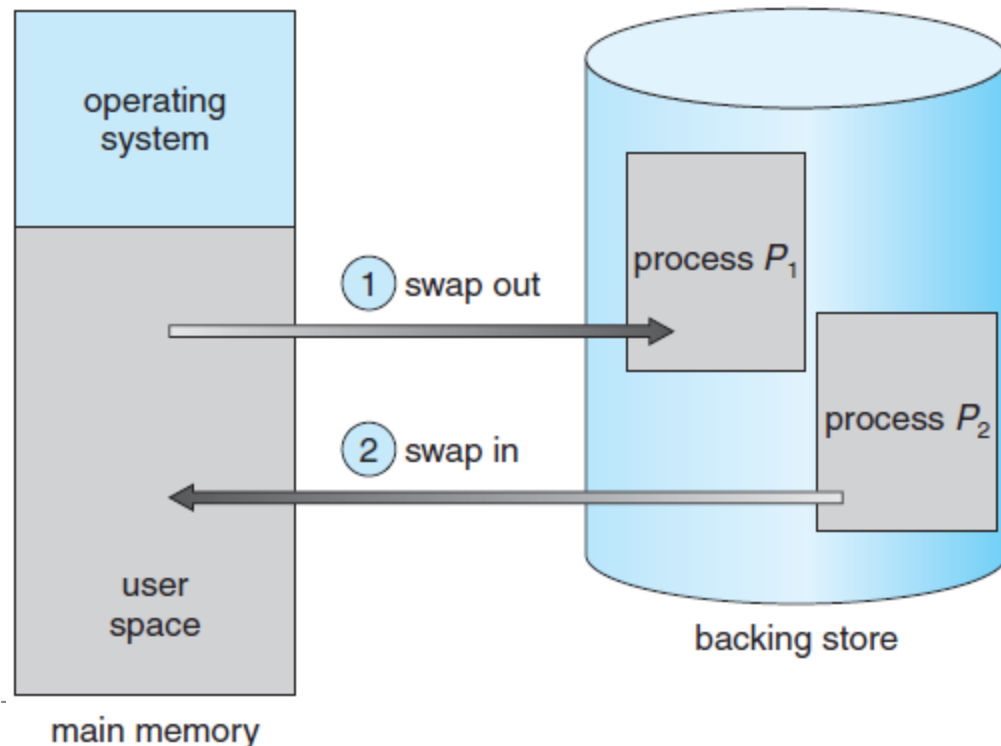 operating
system
process P₁
1 swap out
process P₂
2 swap in
user
space
backing store
main memory